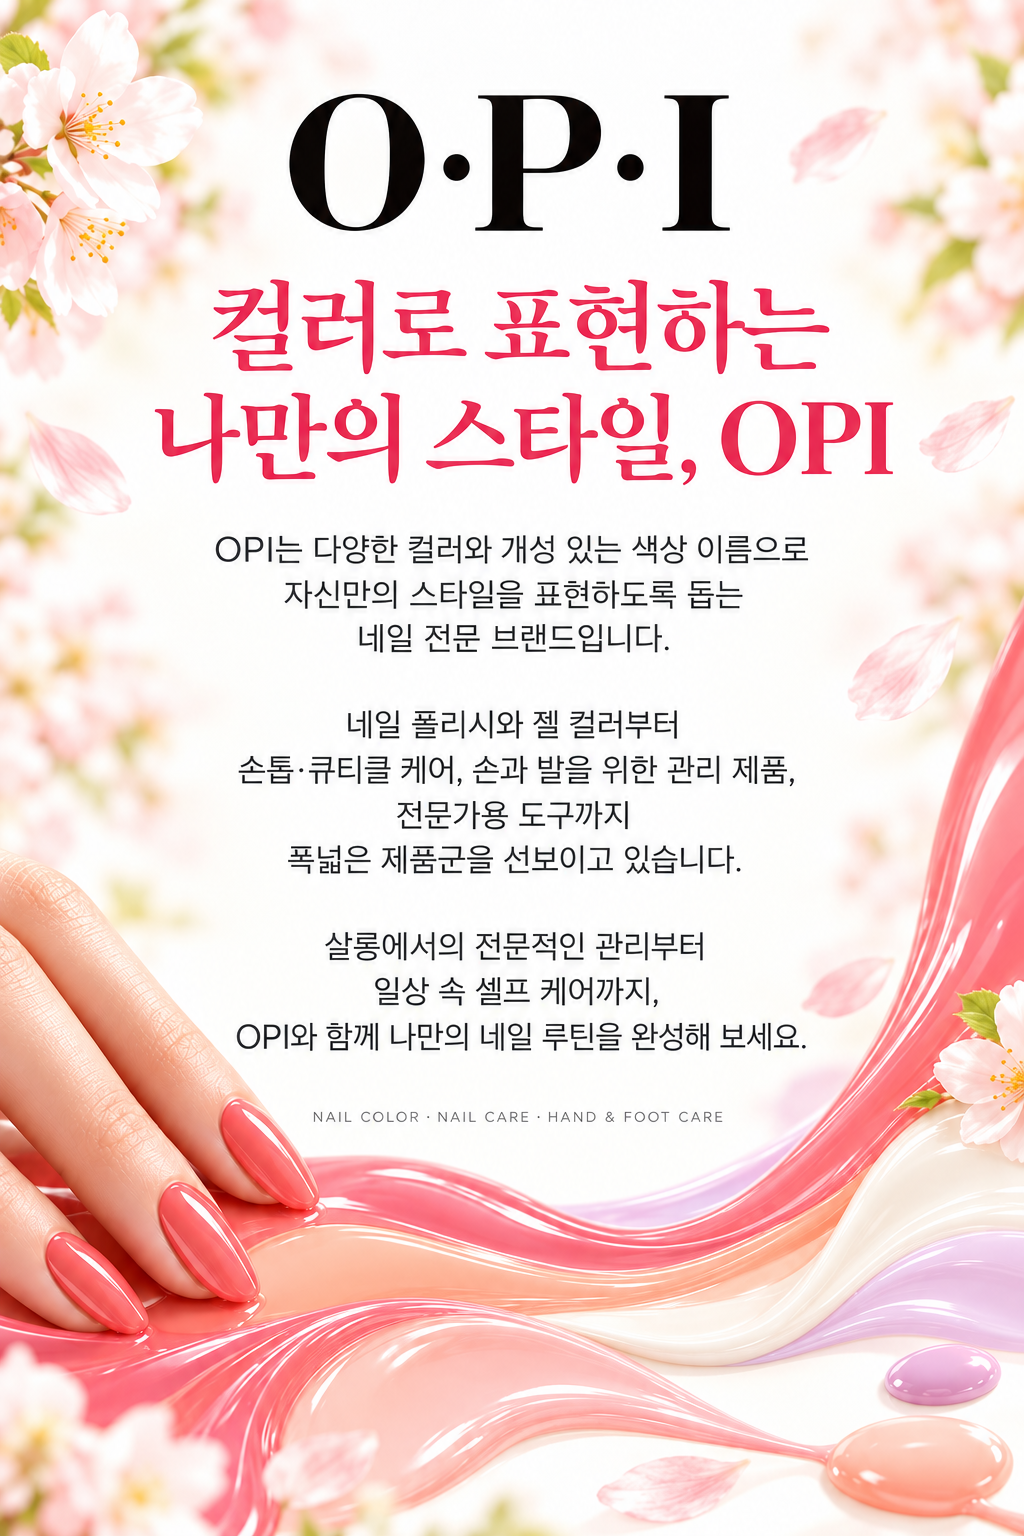 O·P·I
컬러로 표현하는
나만의 스타일, OPI
OPI는 다양한 컬러와 개성 있는 색상 이름으로
자신만의 스타일을 표현하도록 돕는
네일 전문 브랜드입니다.
네일 폴리시와 젤 컬러부터
손톱·큐티클 케어, 손과 발을 위한 관리 제품,
전문가용 도구까지
폭넓은 제품군을 선보이고 있습니다.
살롱에서의 전문적인 관리부터
일상 속 셀프 케어까지,
OPI와 함께 나만의 네일 루틴을 완성해 보세요.
NAIL COLOR · NAIL CARE · HAND & FOOT CARE